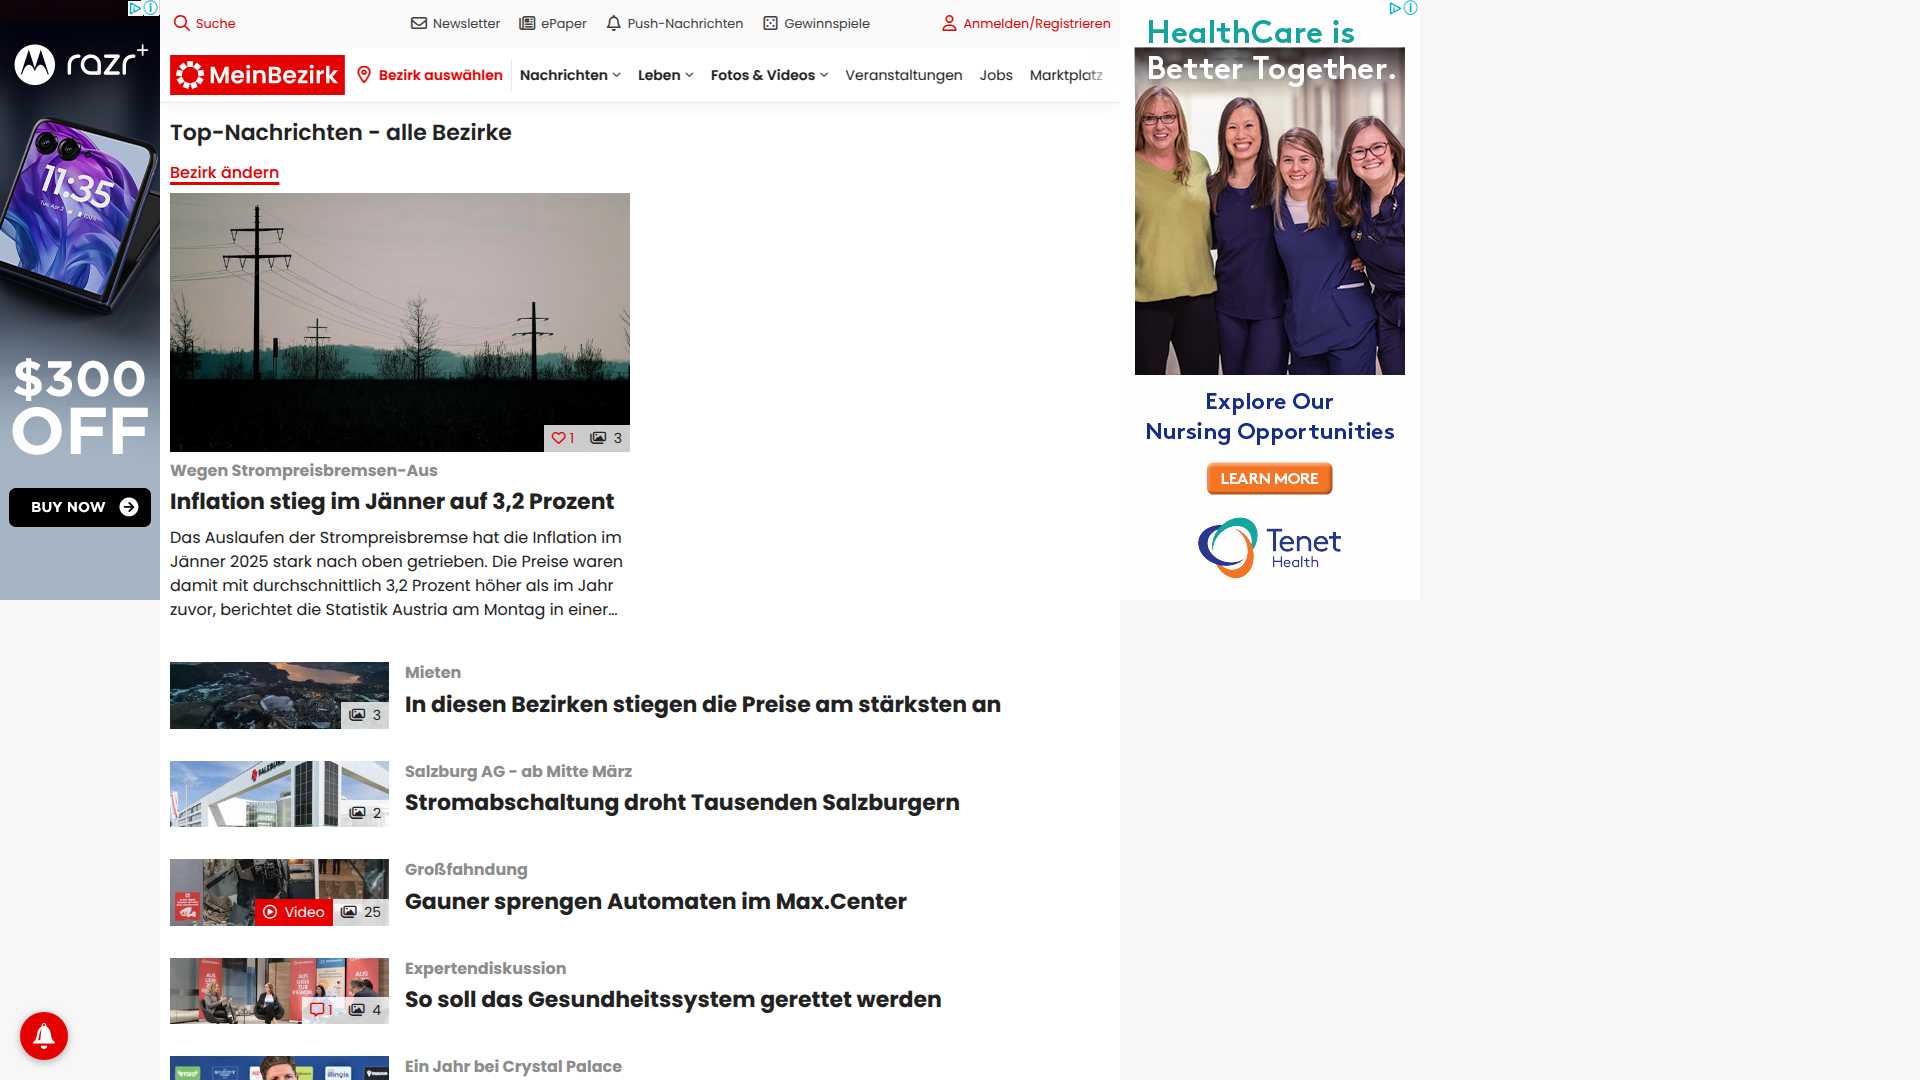 Suche
Newsletter
ePaper
Push-Nachrichten
Gewinnspiele
Anmelden/Registrieren
MeinBezirk
Bezirk auswählen
Nachrichten
Leben
Fotos & Videos
Veranstaltungen
Jobs
Marktplatz
Top-Nachrichten - alle Bezirke
Bezirk ändern
1
3
Wegen Strompreisbremsen-Aus
Inflation stieg im Jänner auf 3,2 Prozent
Das Auslaufen der Strompreisbremse hat die Inflation im
Jänner 2025 stark nach oben getrieben. Die Preise waren
damit mit durchschnittlich 3,2 Prozent höher als im Jahr
zuvor, berichtet die Statistik Austria am Montag in einer...
3
Mieten
In diesen Bezirken stiegen die Preise am stärksten an
2
Salzburg AG - ab Mitte März
Stromabschaltung droht Tausenden Salzburgern
Video
25
Großfahndung
Gauner sprengen Automaten im Max.Center
1
4
Expertendiskussion
So soll das Gesundheitssystem gerettet werden
Ein Jahr bei Crystal Palace
razr+
11:35
$300
OFF
BUY NOW
HealthCare is
Better Together.
Explore Our
Nursing Opportunities
LEARN MORE
Tenet
Health